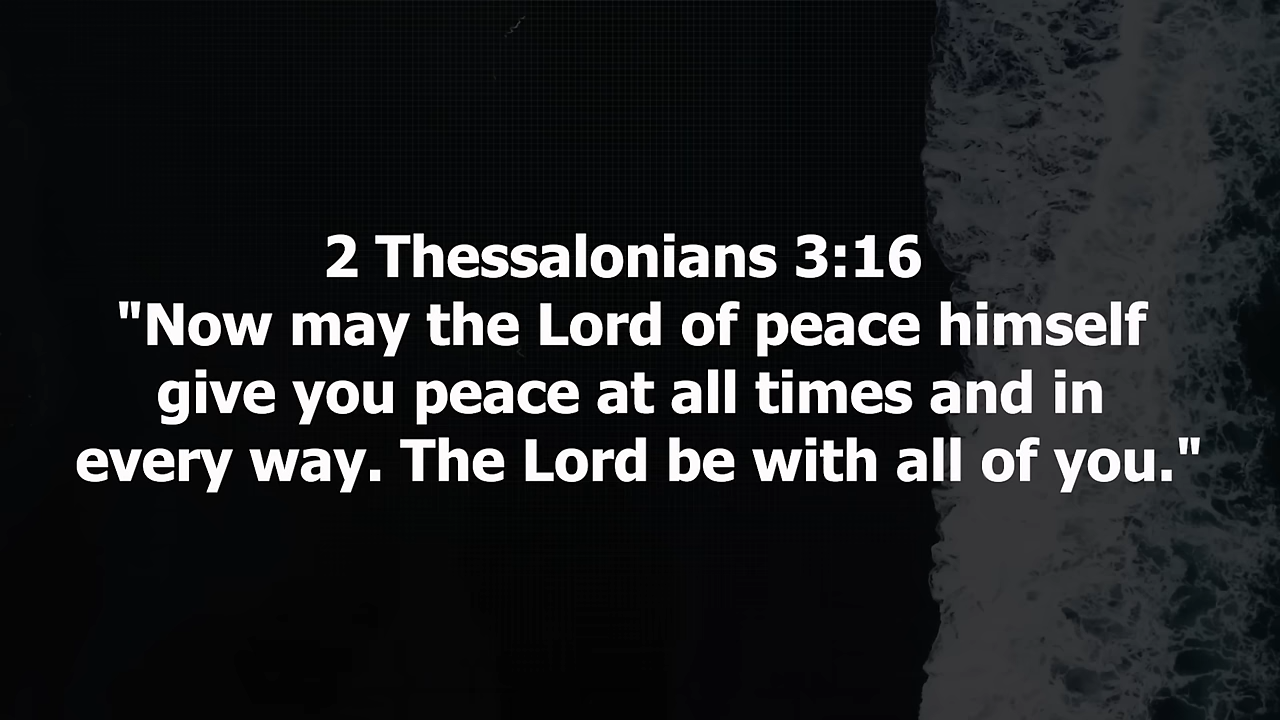 2 Thessalonians 3:16
"Now may the Lord of peace himself
give you peace at all times and in
every way. The Lord be with all of you."